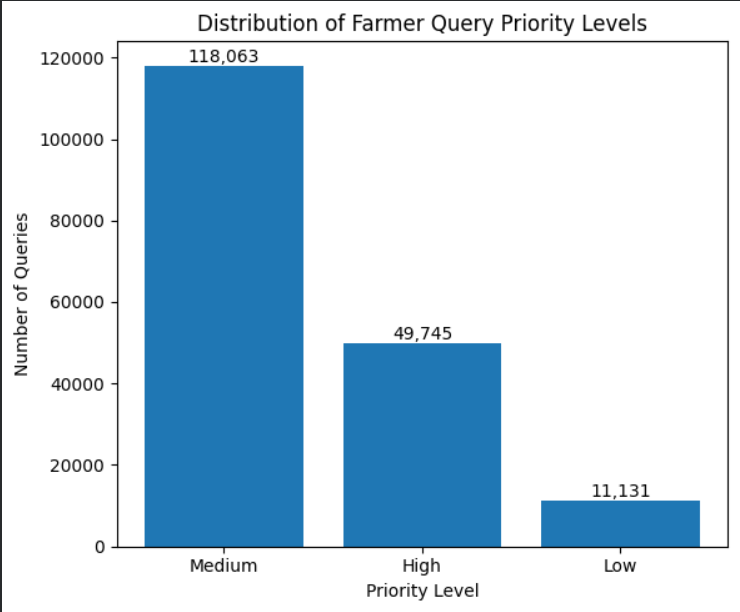 Distribution of Farmer Query Priority Levels
120000
100000
80000
60000
40000
20000
0
Number of Queries
118,063
49,745
11,131
Medium
High
Low
Priority Level